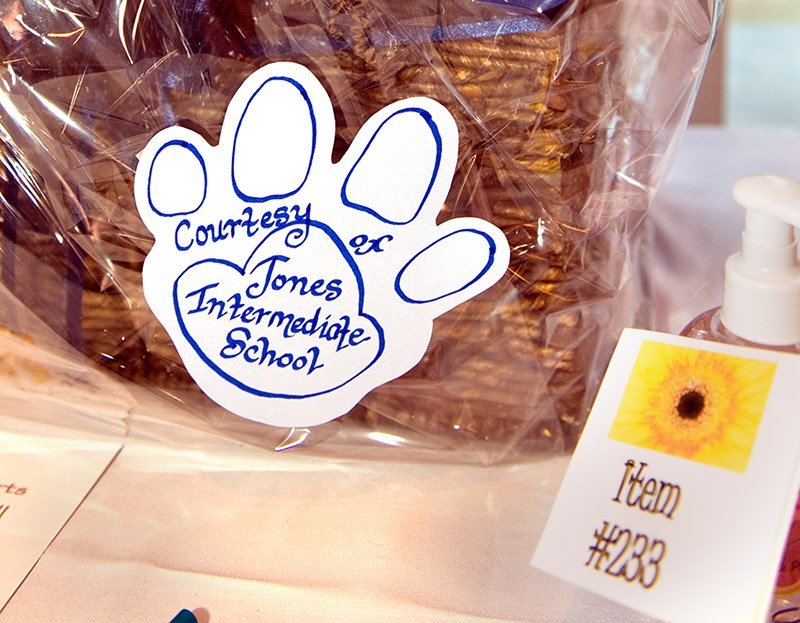 Courtesy of
Jones
Intermediate
School
Item
#233